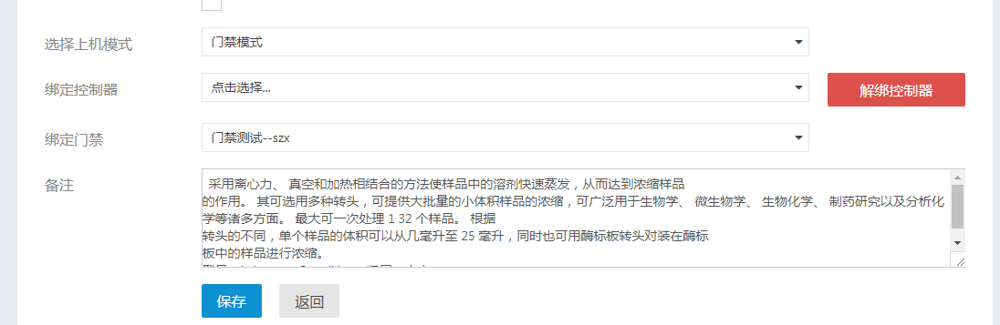 选择上机模式
门禁模式
绑定控制器
点击选择...
解绑控制器
绑定门禁
门禁测试--szx
备注
采用离心力、 真空和加热相结合的方法使样品中的溶剂快速蒸发，从而达到浓缩样品
的作用。 其可选用多种转头，可提供大批量的小体积样品的浓缩，可广泛用于生物学、 微生物学、 生物化学、 制药研究以及分析化
学等诸多方面。 最大可一次处理 1 32 个样品。 根据
转头的不同，单个样品的体积可以从几毫升至 25 毫升，同时也可用酶标板转头对装在酶标
板中的样品进行浓缩。
保存
返回